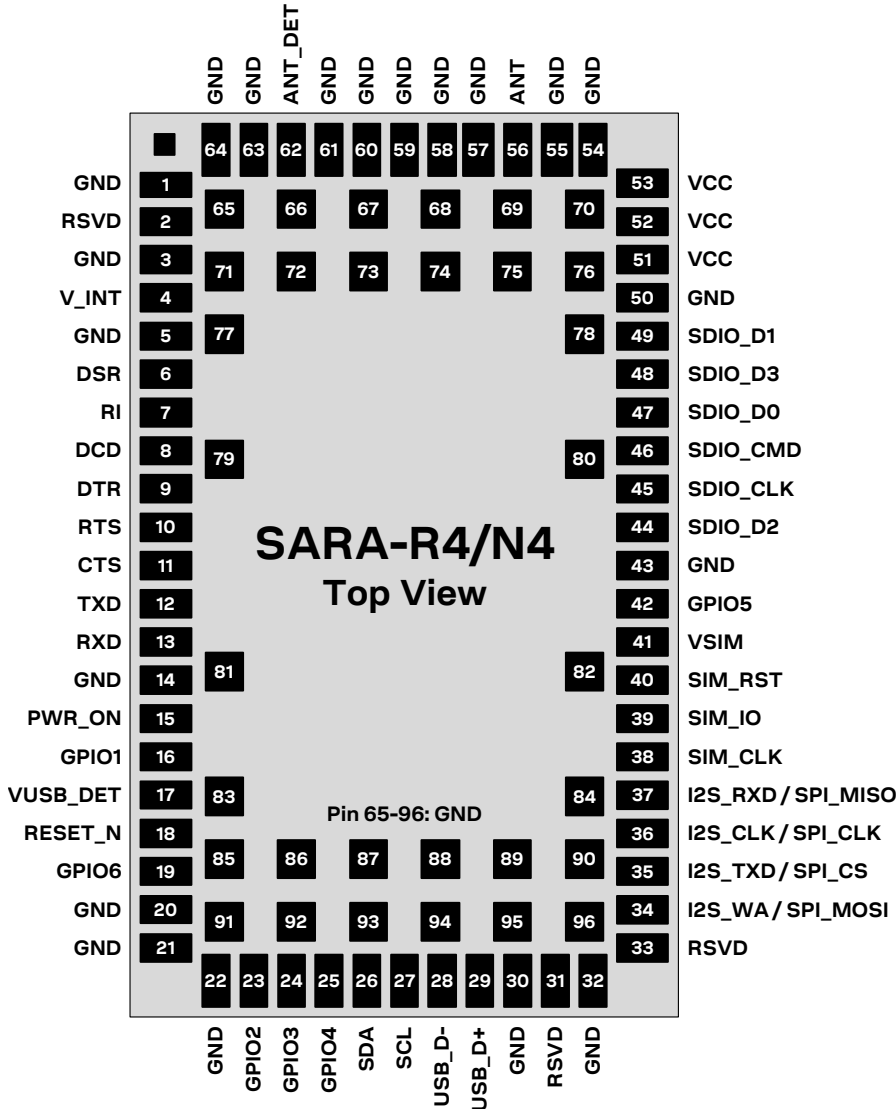 GND GND ANT_DET GND GND GND GND GND ANT GND GND
64 63 62 61 60 59 58 57 56 55 54
GND 1 53 VCC
65 66 67 68 69 70
RSVD 2 52 VCC
GND 3 51 VCC
71 72 73 74 75 76
V_INT 4 50 GND
GND 5 77 78 49 SDIO_D1
DSR 6 48 SDIO_D3
RI 7 47 SDIO_D0
DCD 8 79 80 46 SDIO_CMD
DTR 9 45 SDIO_CLK
RTS 10 44 SDIO_D2
SARA-R4/N4
CTS 11 43 GND
Top View
TXD 12 42 GPIO5
RXD 13 41 VSIM
GND 14 81 82 40 SIM_RST
PWR_ON 15 39 SIM_IO
GPIO1 16 38 SIM_CLK
VUSB_DET 17 83 84 37 I2S_RXD / SPI_MISO
Pin 65-96: GND
RESET_N 18 36 I2S_CLK / SPI_CLK
85 86 87 88 89 90
GPIO6 19 35 I2S_TXD / SPI_CS
GND 20 34 I2S_WA / SPI_MOSI
91 92 93 94 95 96
GND 21 33 RSVD
22 23 24 25 26 27 28 29 30 31 32
GND GPIO2 GPIO3 GPIO4 SDA SCL USB_D- USB_D+ GND RSVD GND